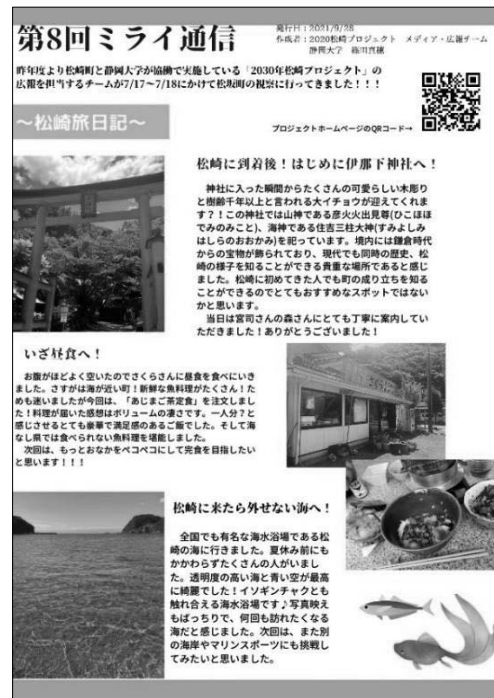 第8回ミライ通信
発行日：2021/9/28
作成者：2020松崎プロジェクト　メディア・広報チーム
静岡大学
昨年度より松崎町と静岡大学が協働で実施している「2030年松崎プロジェクト」の
広報を担当するチームが7/17〜7/18にかけて松崎町の視察に行ってきました！！！
〜松崎旅日記〜
プロジェクトホームページのQRコード→
松崎に到着後！はじめに伊那下神社へ！
神社に入った瞬間からたくさんの可愛らしい木彫り
と樹齢千年以上と言われる大イチョウが迎えてくれま
す？！この神社では山神である彦火火出見尊(ひこほほ
でみのみこと)、海神である住吉三柱大神(すみよしみ
はしらのおおかみ)を祀っています。境内には鎌倉時代
からの宝物が飾られており、現代でも同時の歴史、松
崎の様子を知ることができる貴重な場所であると感じ
ました。松崎に初めてきた人でも町の成り立ちを知る
ことができるのでとてもおすすめなスポットではない
かと思います。
当日は宮司さんの森さんにとても丁寧に案内してい
ただきました！ありがとうございました！
いざ昼食へ！
お腹がほどよく空いたのでさくらさんに昼食を食べにいき
ました。さすがは海が近い町！新鮮な魚料理がたくさん！た
めも迷いましたが今回は、「あじまご茶定食」を注文しまし
た！料理が届いた感想はボリュームの凄さです。一人分？と
感じさせるとても豪華で満足感のあるご飯でした。そして海
なし県では食べられない魚料理を堪能しました。
次回は、もっとおなかをペコペコにして完食を目指したい
と思います！！！
松崎に来たら外せない海へ！
全国でも有名な海水浴場である松
崎の海に行きました。夏休み前にも
かかわらずたくさんの人がいまし
た。透明度の高い海と青い空が最高
に綺麗でした！イソギンチャクとも
触れ合える海水浴場です♪写真映え
もばっちりで、何回も訪れたくなる
海だと感じました。次回は、また別
の海岸やマリンスポーツにも挑戦し
てみたいと思いました。